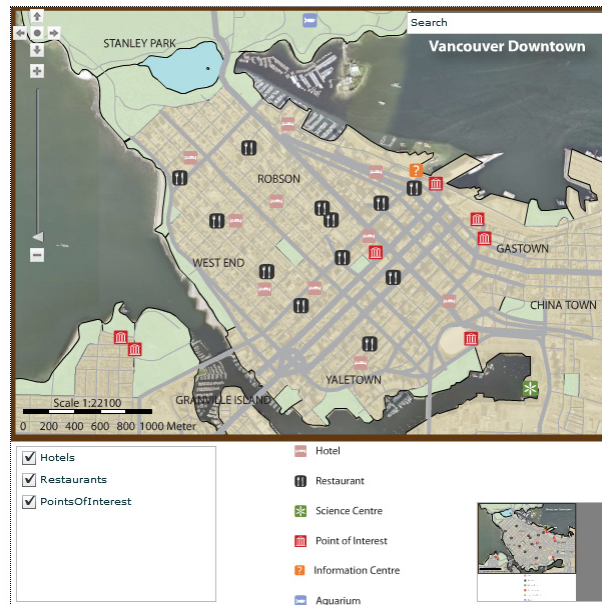 Search
Vancouver Downtown
STANLEY PARK
ROBSON
WEST END
GASTOWN
CHINA TOWN
YALETOWN
GRANVILLE ISLAND
Scale 1:22100
0 200 400 600 800 1000 Meter
Hotels
Restaurants
PointsOfInterest
Hotel
Restaurant
Science Centre
Point of Interest
? Information Centre
Aquarium